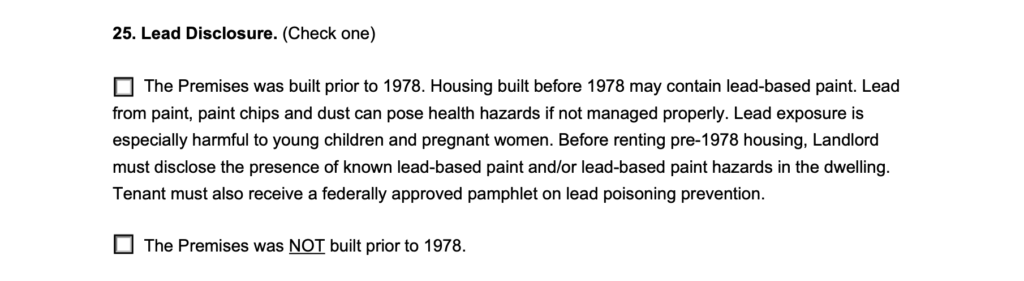 25. Lead Disclosure. (Check one)
The Premises was built prior to 1978. Housing built before 1978 may contain lead-based paint. Lead
from paint, paint chips and dust can pose health hazards if not managed properly. Lead exposure is
especially harmful to young children and pregnant women. Before renting pre-1978 housing, Landlord
must disclose the presence of known lead-based paint and/or lead-based paint hazards in the dwelling.
Tenant must also receive a federally approved pamphlet on lead poisoning prevention.
The Premises was NOT built prior to 1978.